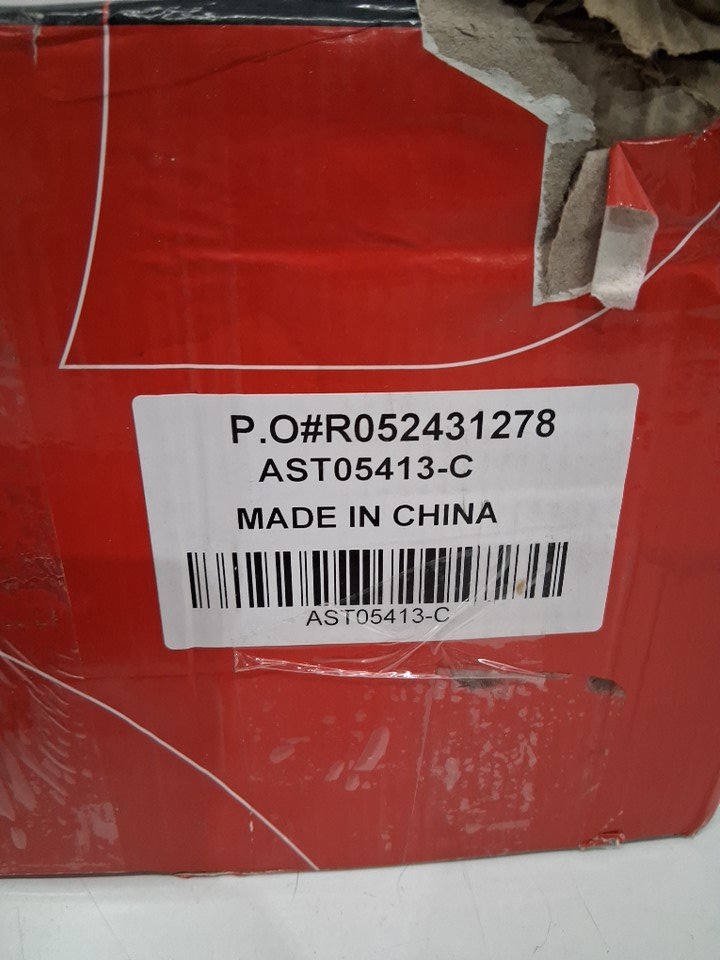 P.O#R052431278
AST05413-C
MADE IN CHINA
AST05413-C